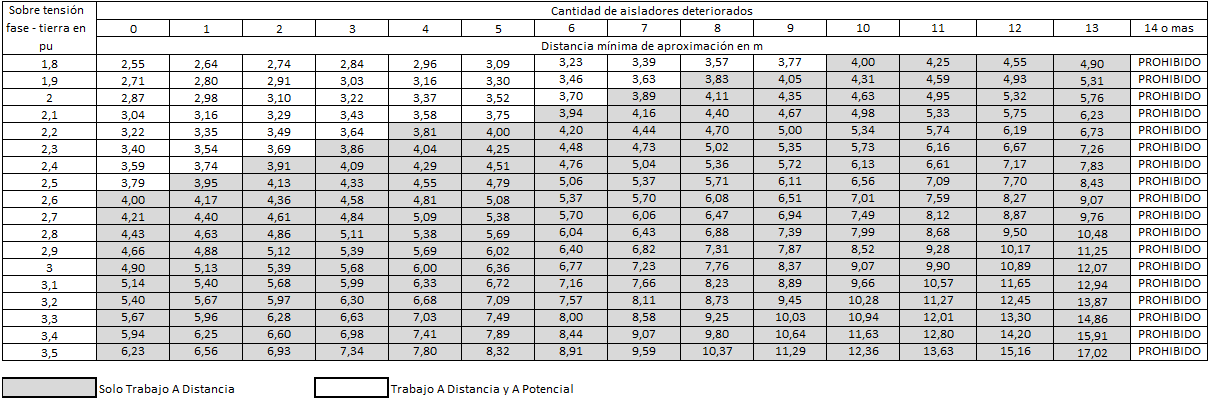 Sobre tensión fase - tierra en pu
Cantidad de aisladores deteriorados
0 1 2 3 4 5 6 7 8 9 10 11 12 13 14 o mas
Distancia mínima de aproximación en m
1,8 2,55 2,64 2,74 2,84 2,96 3,09 3,23 3,39 3,57 3,77 4,00 4,25 4,55 4,90 PROHIBIDO
1,9 2,71 2,80 2,91 3,03 3,16 3,30 3,46 3,63 3,83 4,05 4,31 4,59 4,93 5,31 PROHIBIDO
2 2,87 2,98 3,10 3,22 3,37 3,52 3,70 3,89 4,11 4,35 4,63 4,95 5,32 5,76 PROHIBIDO
2,1 3,04 3,16 3,29 3,43 3,58 3,75 3,94 4,16 4,40 4,67 4,98 5,33 5,75 6,23 PROHIBIDO
2,2 3,22 3,35 3,49 3,64 3,81 4,00 4,20 4,44 4,70 5,00 5,34 5,74 6,19 6,73 PROHIBIDO
2,3 3,40 3,54 3,69 3,86 4,04 4,25 4,48 4,73 5,02 5,35 5,73 6,16 6,67 7,26 PROHIBIDO
2,4 3,59 3,74 3,91 4,09 4,29 4,51 4,76 5,04 5,36 5,72 6,13 6,61 7,17 7,83 PROHIBIDO
2,5 3,79 3,95 4,13 4,33 4,55 4,79 5,06 5,37 5,71 6,11 6,56 7,09 7,70 8,43 PROHIBIDO
2,6 4,00 4,17 4,36 4,58 4,81 5,08 5,37 5,70 6,08 6,51 7,01 7,59 8,27 9,07 PROHIBIDO
2,7 4,21 4,40 4,61 4,84 5,09 5,38 5,70 6,06 6,47 6,94 7,49 8,12 8,87 9,76 PROHIBIDO
2,8 4,43 4,63 4,86 5,11 5,38 5,69 6,04 6,43 6,88 7,39 7,99 8,68 9,50 10,48 PROHIBIDO
2,9 4,66 4,88 5,12 5,39 5,69 6,02 6,40 6,82 7,31 7,87 8,52 9,28 10,17 11,25 PROHIBIDO
3 4,90 5,13 5,39 5,68 6,00 6,36 6,77 7,23 7,76 8,37 9,07 9,90 10,89 12,07 PROHIBIDO
3,1 5,14 5,40 5,68 5,99 6,33 6,72 7,16 7,66 8,23 8,89 9,66 10,57 11,65 12,94 PROHIBIDO
3,2 5,40 5,67 5,97 6,30 6,68 7,09 7,57 8,11 8,73 9,45 10,28 11,27 12,45 13,87 PROHIBIDO
3,3 5,67 5,96 6,28 6,63 7,03 7,49 8,00 8,58 9,25 10,03 10,94 12,01 13,30 14,86 PROHIBIDO
3,4 5,94 6,25 6,60 6,98 7,41 7,89 8,44 9,07 9,80 10,64 11,63 12,80 14,20 15,91 PROHIBIDO
3,5 6,23 6,56 6,93 7,34 7,80 8,32 8,91 9,59 10,37 11,29 12,36 13,63 15,16 17,02 PROHIBIDO
Solo Trabajo A Distancia
Trabajo A Distancia y A Potencial